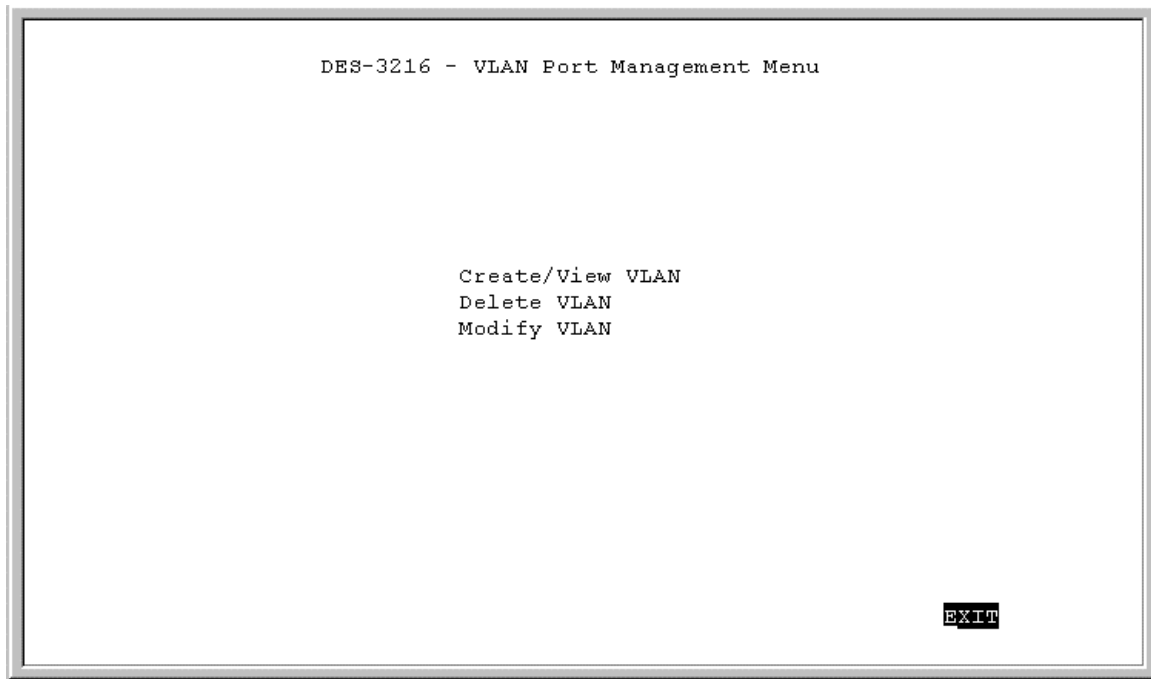 DES-3216 - VLAN Port Management Menu
Create/View VLAN
Delete VLAN
Modify VLAN
EXIT